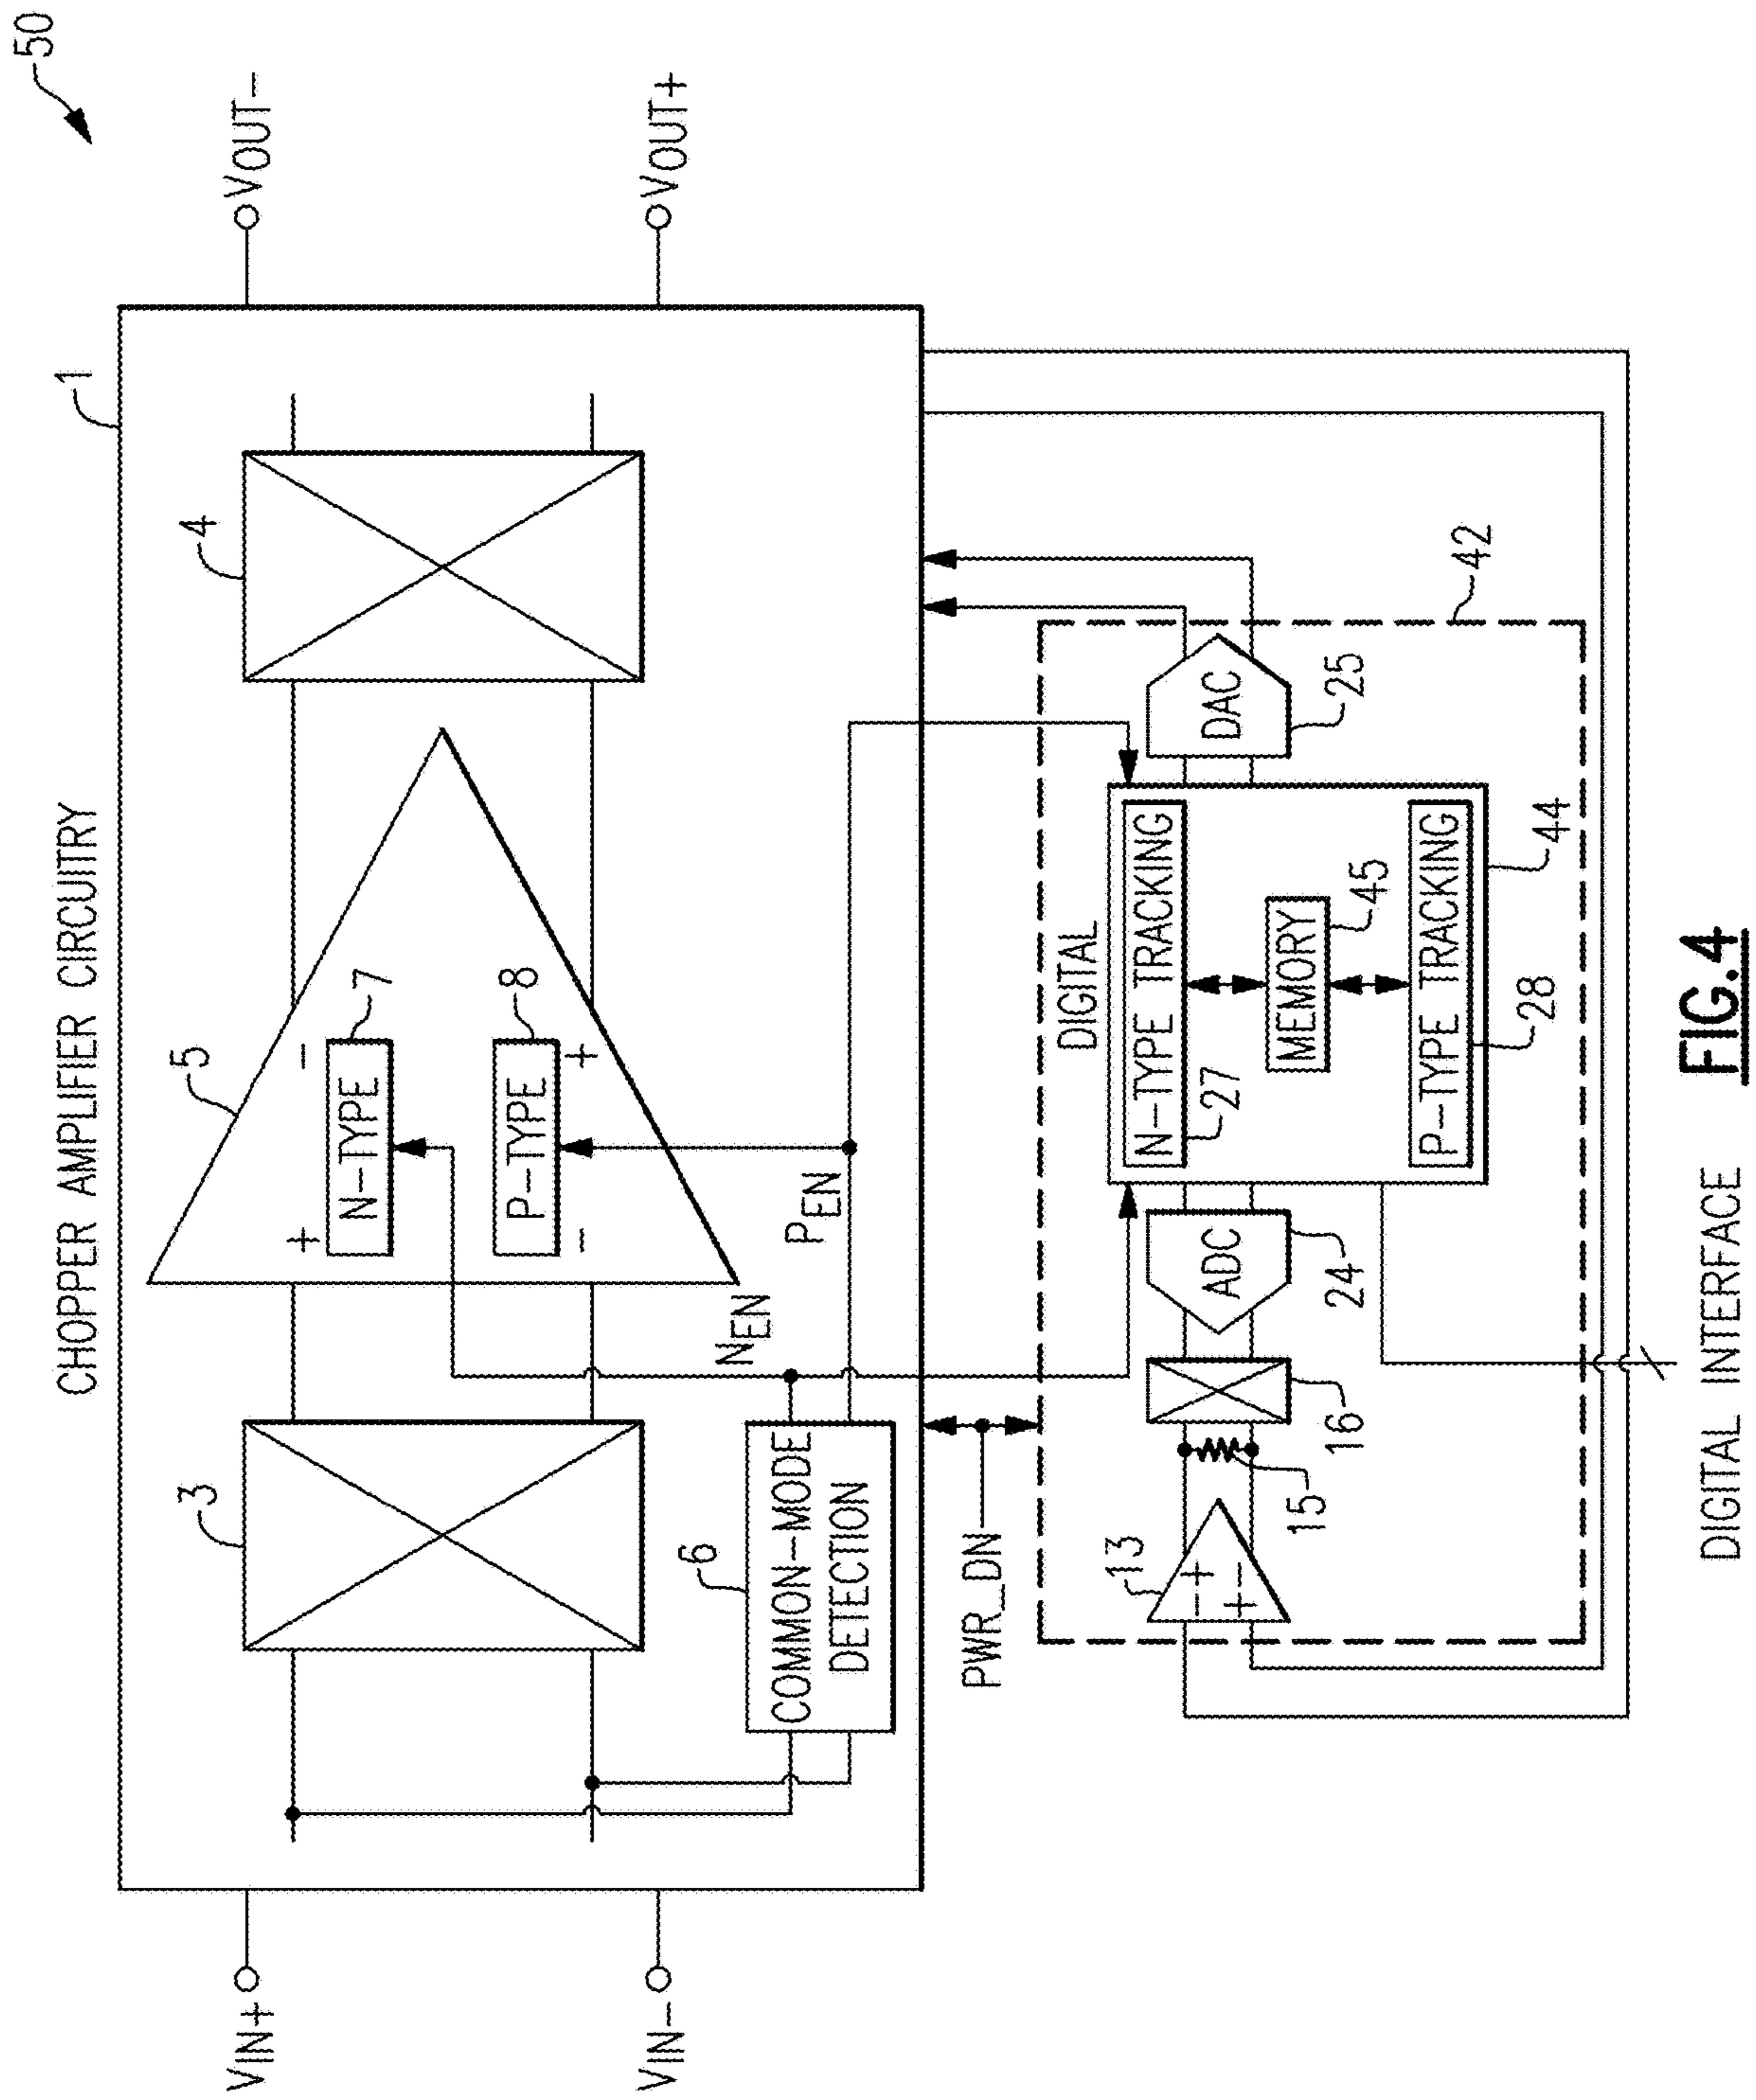 50
CHOPPER AMPLIFIER CIRCUITRY
1
3
5
4
VIN+
VIN-
VOUT-
VOUT+
+
-
N-TYPE
7
P-TYPE
8
-
+
6
COMMON-MODE
DETECTION
NEN
PEN
PWR_DN
42
13
+
-
+
-
15
16
ADC
24
DIGITAL
N-TYPE TRACKING
27
MEMORY
45
P-TYPE TRACKING
28
44
DAC
25
DIGITAL INTERFACE
FIG.4